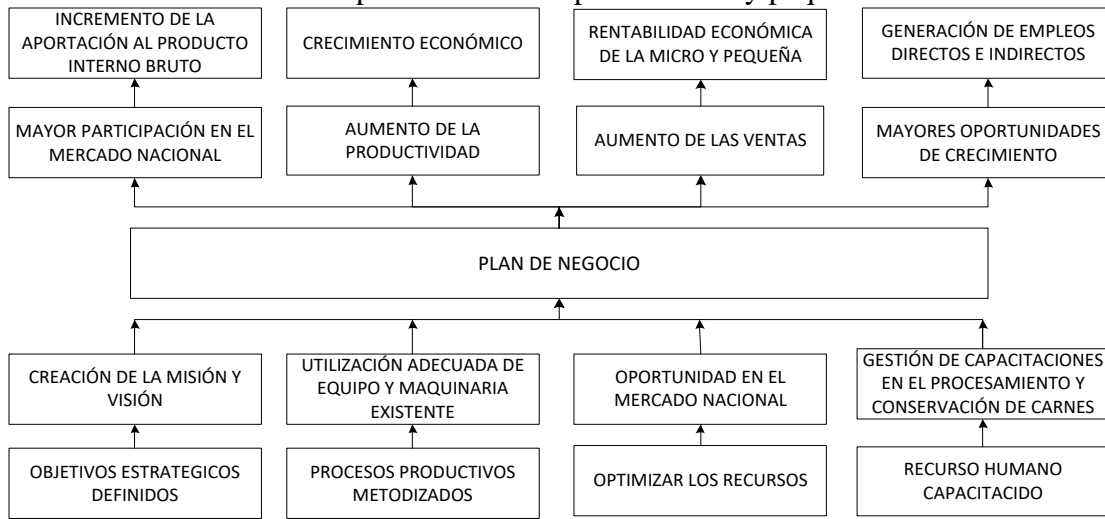 INCREMENTO DE LA
APORTACIÓN AL PRODUCTO
INTERNO BRUTO
CRECIMIENTO ECONÓMICO
RENTABILIDAD ECONÓMICA
DE LA MICRO Y PEQUEÑA
GENERACIÓN DE EMPLEOS
DIRECTOS E INDIRECTOS
MAYOR PARTICIPACIÓN EN EL
MERCADO NACIONAL
AUMENTO DE LA
PRODUCTIVIDAD
AUMENTO DE LAS VENTAS
MAYORES OPORTUNIDADES
DE CRECIMIENTO
PLAN DE NEGOCIO
CREACIÓN DE LA MISIÓN Y
VISIÓN
UTILIZACIÓN ADECUADA DE
EQUIPO Y MAQUINARIA
EXISTENTE
OPORTUNIDAD EN EL
MERCADO NACIONAL
GESTIÓN DE CAPACITACIONES
EN EL PROCESAMIENTO Y
CONSERVACIÓN DE CARNES
OBJETIVOS ESTRATEGICOS
DEFINIDOS
PROCESOS PRODUCTIVOS
METODIZADOS
OPTIMIZAR LOS RECURSOS
RECURSO HUMANO
CAPACITACIDO